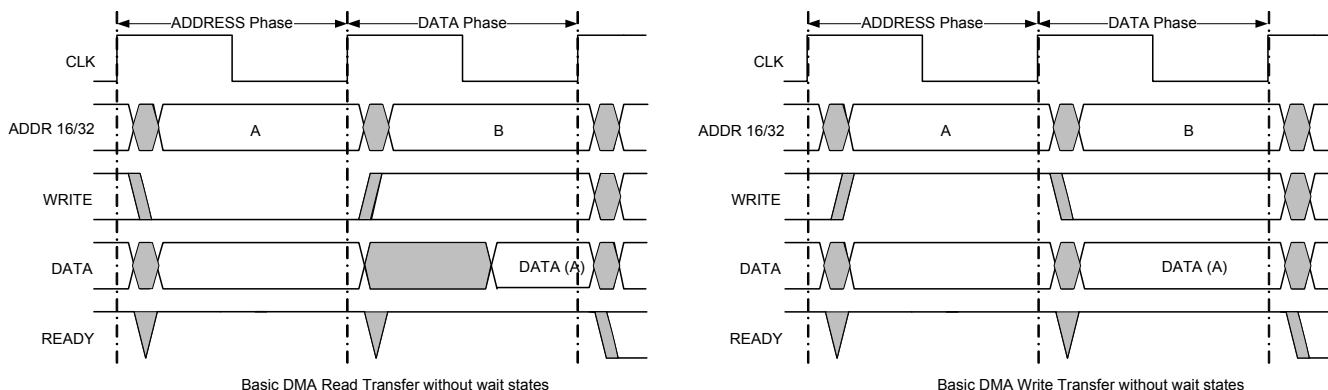 ADDRESS Phase
DATA Phase
CLK
ADDR 16/32
A
B
WRITE
DATA
DATA (A)
READY
Basic DMA Read Transfer without wait states
ADDRESS Phase
DATA Phase
CLK
ADDR 16/32
A
B
WRITE
DATA
DATA (A)
READY
Basic DMA Write Transfer without wait states